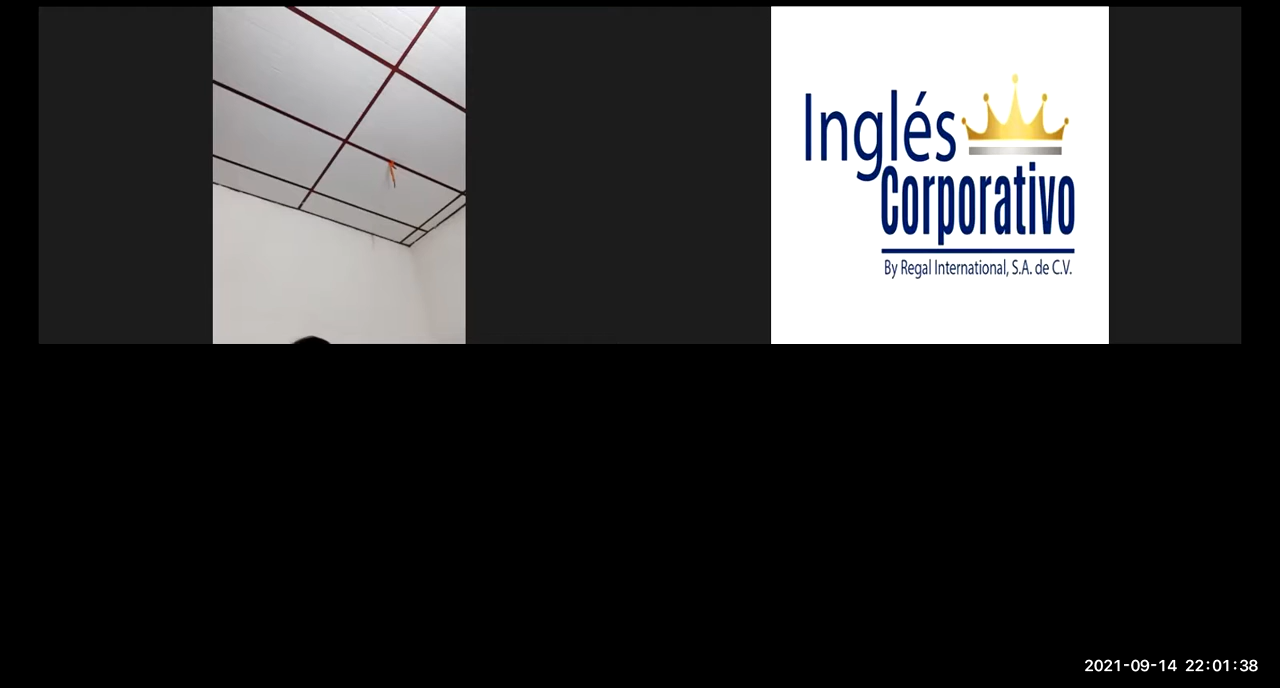 Inglés
Corporativo
By Regal International, S.A. de C.V.
2021-09-14 22:01:38